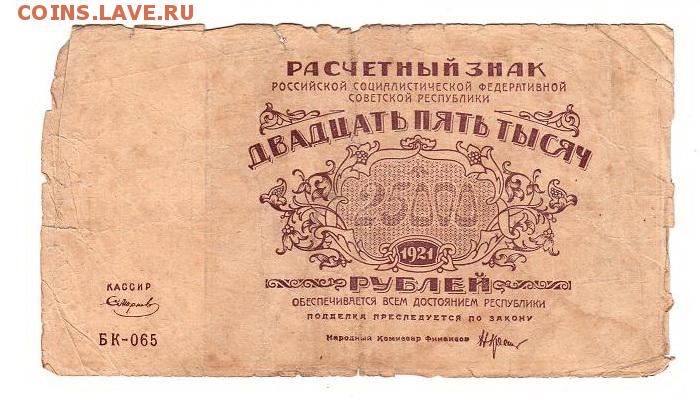 COINS.LAVE.RU
РАСЧЕТНЫЙ ЗНАК
РОССИЙСКОЙ СОЦИАЛИСТИЧЕСКОЙ ФЕДЕРАТИВНОЙ
СОВЕТСКОЙ РЕСПУБЛИКИ
ДВАДЦАТЬ ПЯТЬ ТЫСЯЧ
25000
1921
РУБЛЕЙ
ОБЕСПЕЧИВАЕТСЯ ВСЕМ ДОСТОЯНИЕМ РЕСПУБЛИКИ
ПОДДЕЛКА ПРЕСЛЕДУЕТСЯ ПО ЗАКОНУ
Народный Комиссар Финансов
КАССИР
БК-065